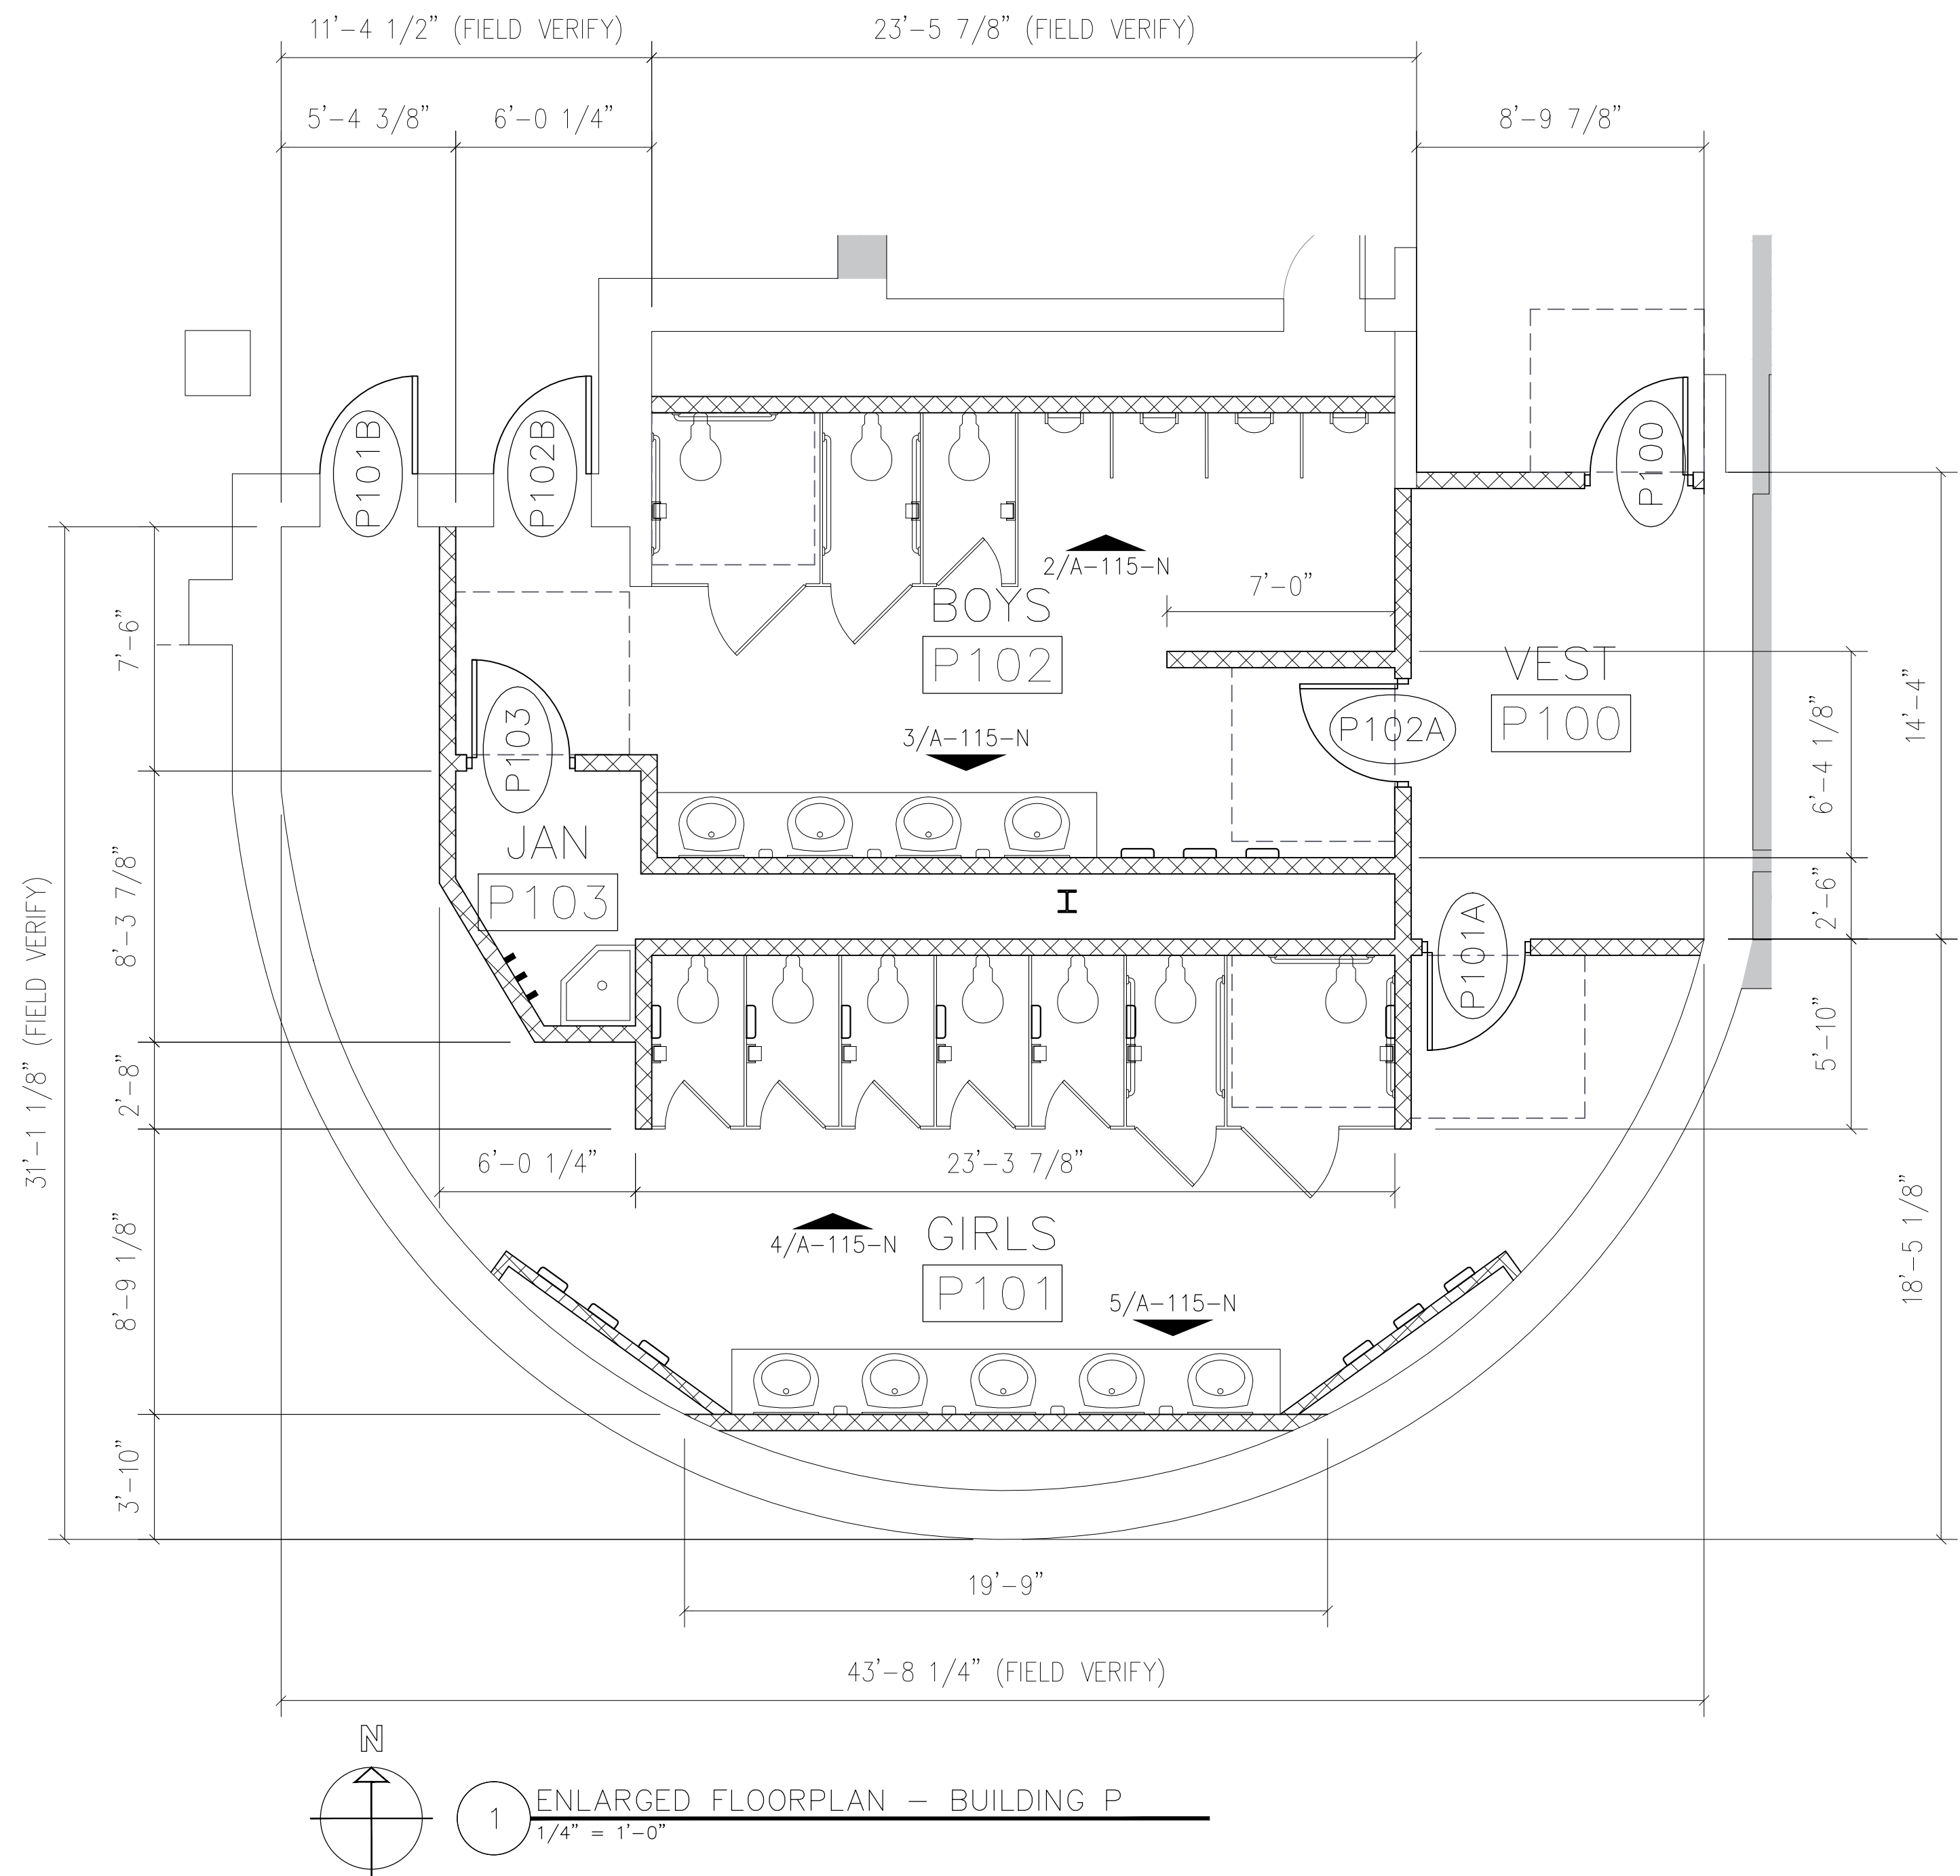 11'-4 1/2" (FIELD VERIFY)
23'-5 7/8" (FIELD VERIFY)
5'-4 3/8"
6'-0 1/4"
8'-9 7/8"
P101B
P102B
P100
2/A-115-N
7'-0"
BOYS
P102
VEST
P100
7'-6"
14'-4"
P103
3/A-115-N
P102A
6'-4 1/8"
JAN
P103
8'-3 7/8"
2'-6"
P101A
31'-1 1/8" (FIELD VERIFY)
2'-8"
5'-10"
6'-0 1/4"
23'-3 7/8"
4/A-115-N
GIRLS
P101
5/A-115-N
8'-9 1/8"
18'-5 1/8"
3'-10"
19'-9"
43'-8 1/4" (FIELD VERIFY)
N
1
ENLARGED FLOORPLAN - BUILDING P
1/4" = 1'-0"